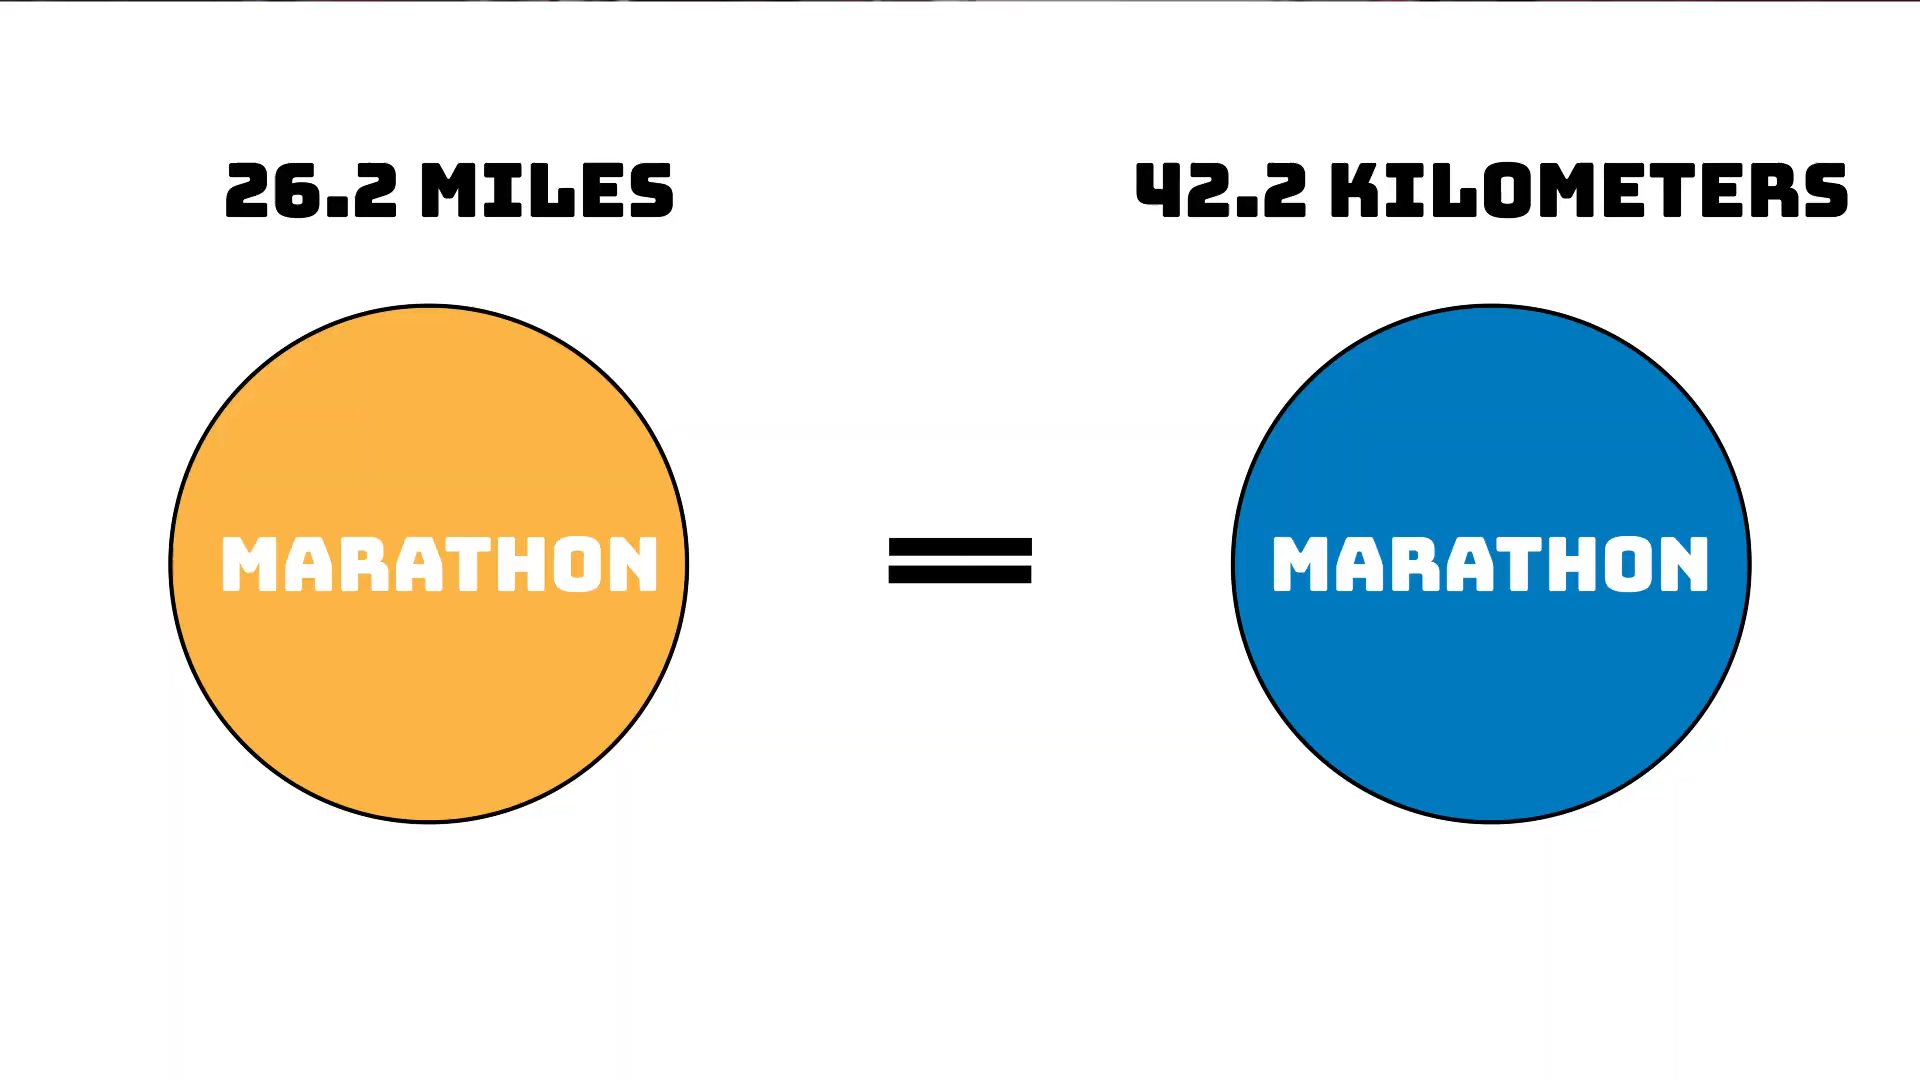 26.2 MILES
42.2 KILOMETERS
MARATHON
=
MARATHON